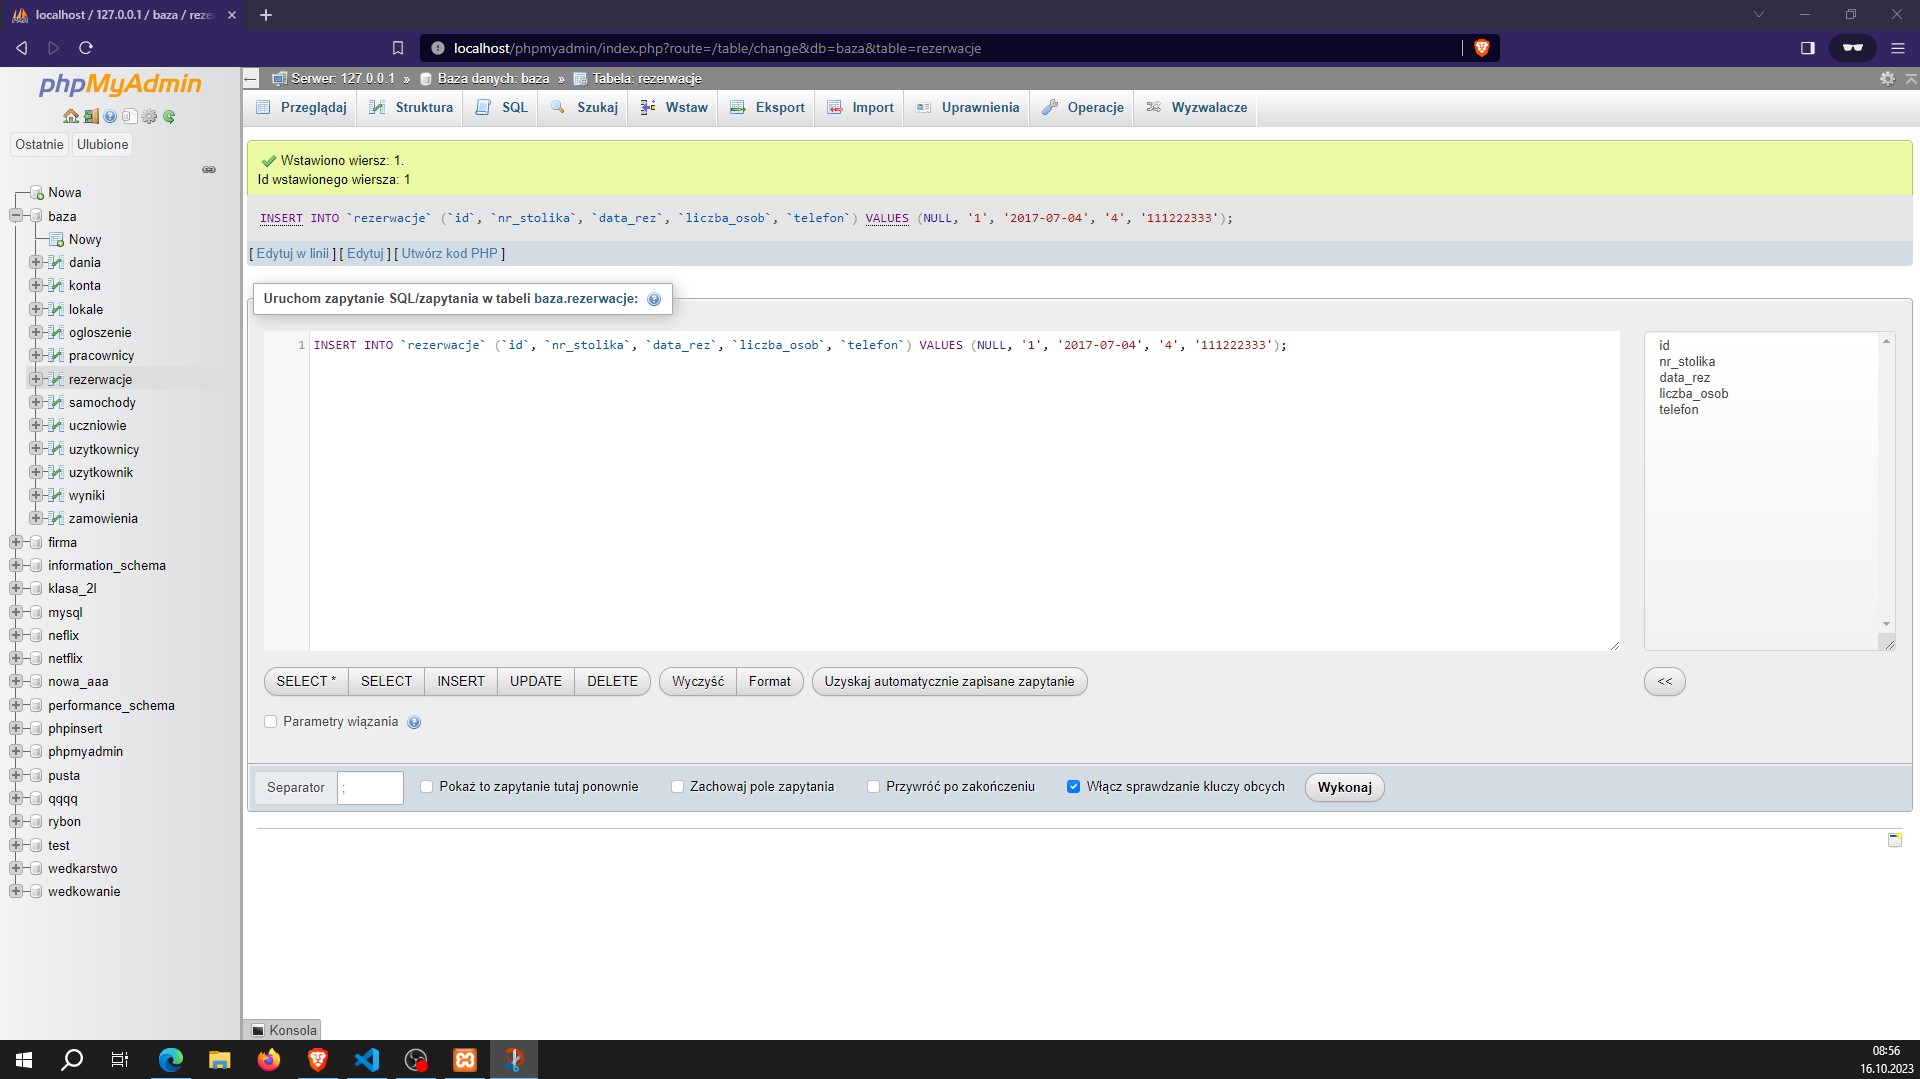 localhost / 127.0.0.1 / baza / reze
localhost/phpmyadmin/index.php?route=/table/change&db=baza&table=rezerwacje
phpMyAdmin
Ostatnie
Ulubione
Nowa
baza
Nowy
dania
konta
lokale
ogloszenie
pracownicy
rezerwacje
samochody
uczniowie
uzytkownicy
uzytkownik
wyniki
zamowienia
firma
information_schema
klasa_2l
mysql
neflix
netflix
nowa_aaa
performance_schema
phpinsert
phpmyadmin
pusta
qqqq
rybon
test
wedkarstwo
wedkowanie
Serwer: 127.0.0.1 » Baza danych: baza » Tabela: rezerwacje
Przeglądaj Struktura SQL Szukaj Wstaw Eksport Import Uprawnienia Operacje Wyzwalacze
Wstawiono wiersz: 1.
Id wstawionego wiersza: 1
INSERT INTO `rezerwacje` (`id`, `nr_stolika`, `data_rez`, `liczba_osob`, `telefon`) VALUES (NULL, '1', '2017-07-04', '4', '111222333');
[ Edytuj w linii ] [ Edytuj ] [ Utwórz kod PHP ]
Uruchom zapytanie SQL/zapytania w tabeli baza.rezerwacje:
1 INSERT INTO `rezerwacje` (`id`, `nr_stolika`, `data_rez`, `liczba_osob`, `telefon`) VALUES (NULL, '1', '2017-07-04', '4', '111222333');
id
nr_stolika
data_rez
liczba_osob
telefon
SELECT * SELECT INSERT UPDATE DELETE Wyczyść Format Uzyskaj automatycznie zapisane zapytanie <<
Parametry wiązania
Separator ; Pokaż to zapytanie tutaj ponownie Zachowaj pole zapytania Przywróć po zakończeniu Włącz sprawdzanie kluczy obcych Wykonaj
Konsola
08:56
16.10.2023